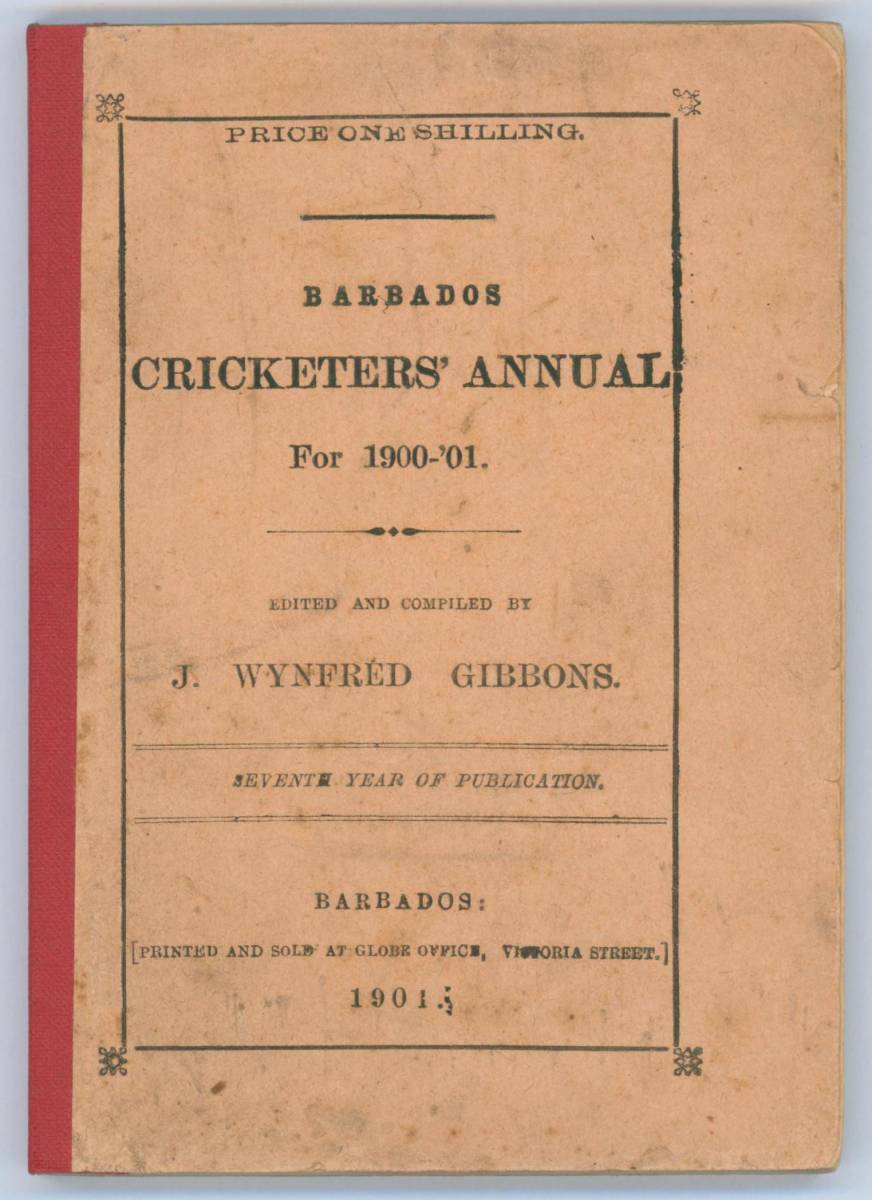 PRICE ONE SHILLING.
BARBADOS
CRICKETERS' ANNUAL
For 1900-'01.
EDITED AND COMPILED BY
J. WYNFRED GIBBONS.
SEVENTH YEAR OF PUBLICATION.
BARBADOS:
[PRINTED AND SOLD AT GLOBE OFFICE, VICTORIA STREET.]
1901.